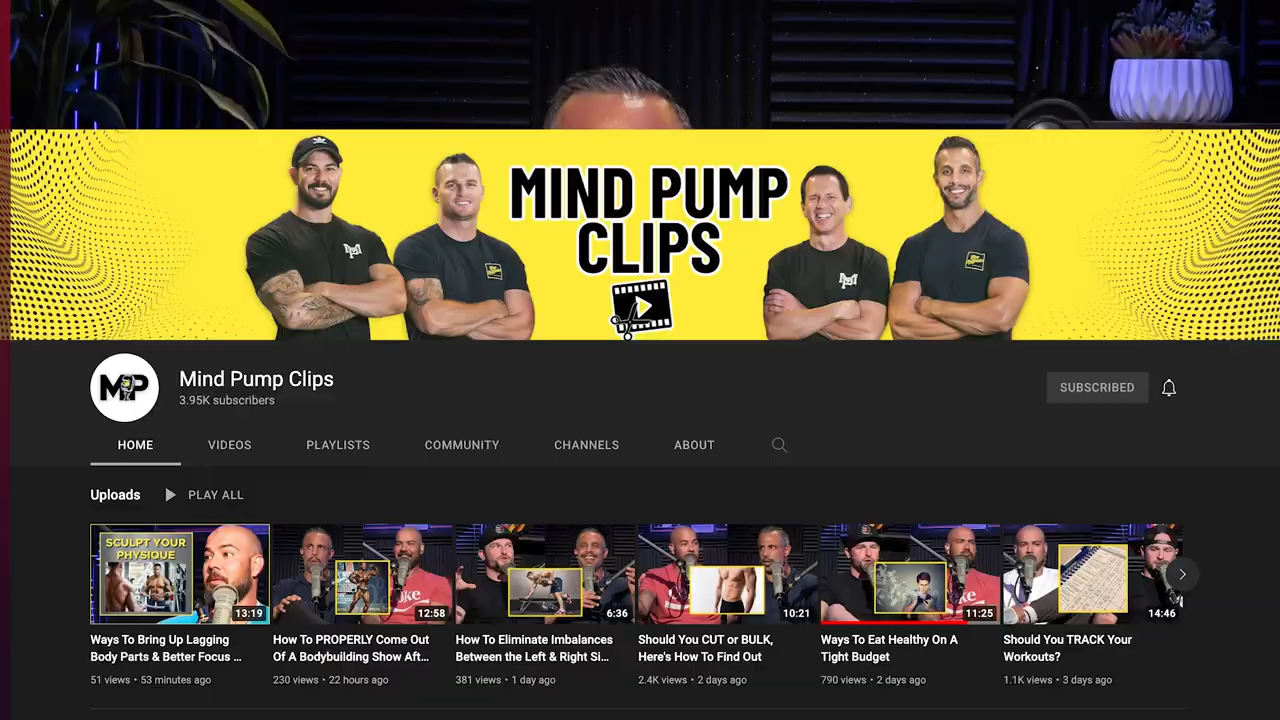 MIND PUMP
CLIPS
MP
Mind Pump Clips
3.95K subscribers
SUBSCRIBED
HOME
VIDEOS
PLAYLISTS
COMMUNITY
CHANNELS
ABOUT
Uploads
PLAY ALL
SCULPT YOUR
PHYSIQUE
13:19
12:58
6:36
10:21
11:25
14:46
Ways To Bring Up Lagging
Body Parts & Better Focus ...
51 views • 53 minutes ago
How To PROPERLY Come Out
Of A Bodybuilding Show Aft...
230 views • 22 hours ago
How To Eliminate Imbalances
Between the Left & Right Si...
381 views • 1 day ago
Should You CUT or BULK,
Here's How To Find Out
2.4K views • 2 days ago
Ways To Eat Healthy On A
Tight Budget
790 views • 2 days ago
Should You TRACK Your
Workouts?
1.1K views • 3 days ago